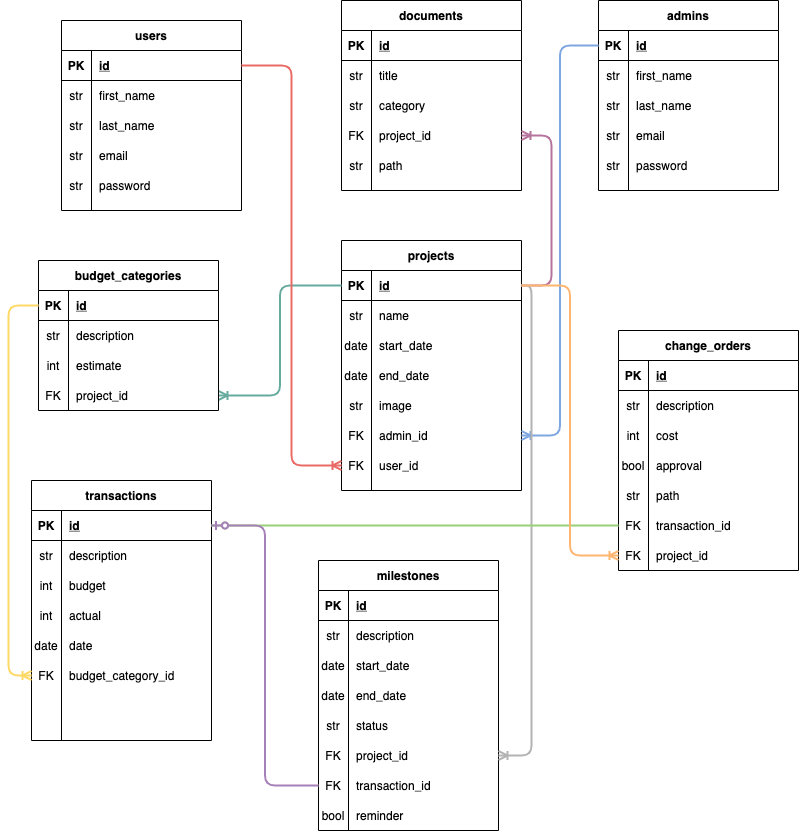 users
PK id
str first_name
str last_name
str email
str password
documents
PK id
str title
str category
FK project_id
str path
admins
PK id
str first_name
str last_name
str email
str password
budget_categories
PK id
str description
int estimate
FK project_id
projects
PK id
str name
date start_date
date end_date
str image
FK admin_id
FK user_id
change_orders
PK id
str description
int cost
bool approval
str path
FK transaction_id
FK project_id
transactions
PK id
str description
int budget
int actual
date date
FK budget_category_id
milestones
PK id
str description
date start_date
date end_date
str status
FK project_id
FK transaction_id
bool reminder